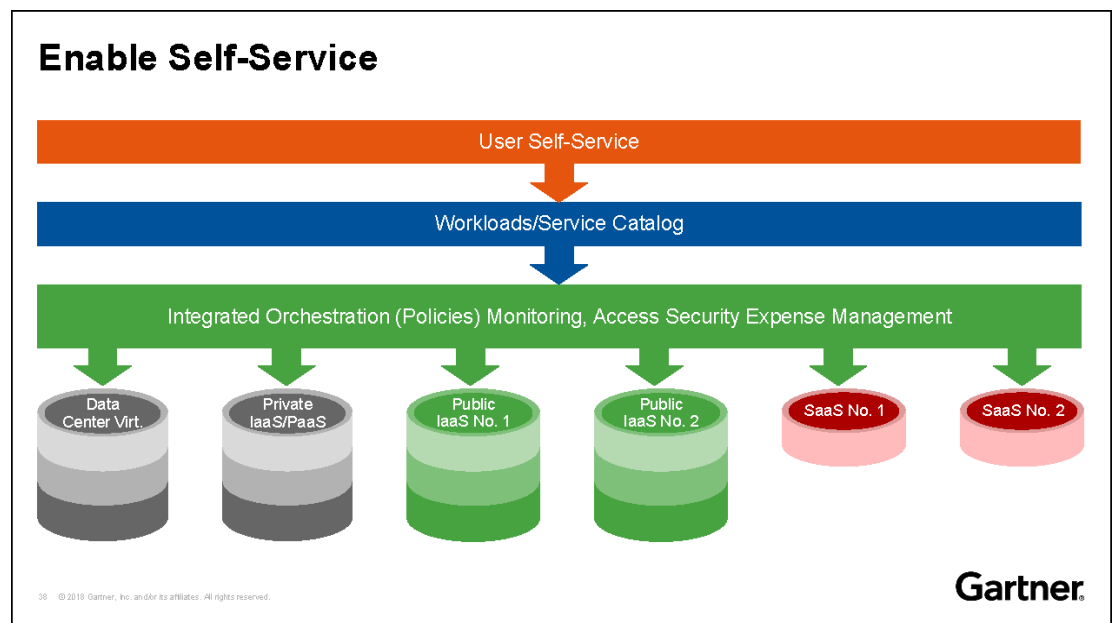 Enable Self-Service
User Self-Service
Workloads/Service Catalog
Integrated Orchestration (Policies) Monitoring, Access Security Expense Management
Data
Center Virt.
Private
IaaS/PaaS
Public
IaaS No. 1
Public
IaaS No. 2
SaaS No. 1
SaaS No. 2
38 © 2018 Gartner, Inc. and/or its affiliates. All rights reserved.
Gartner.